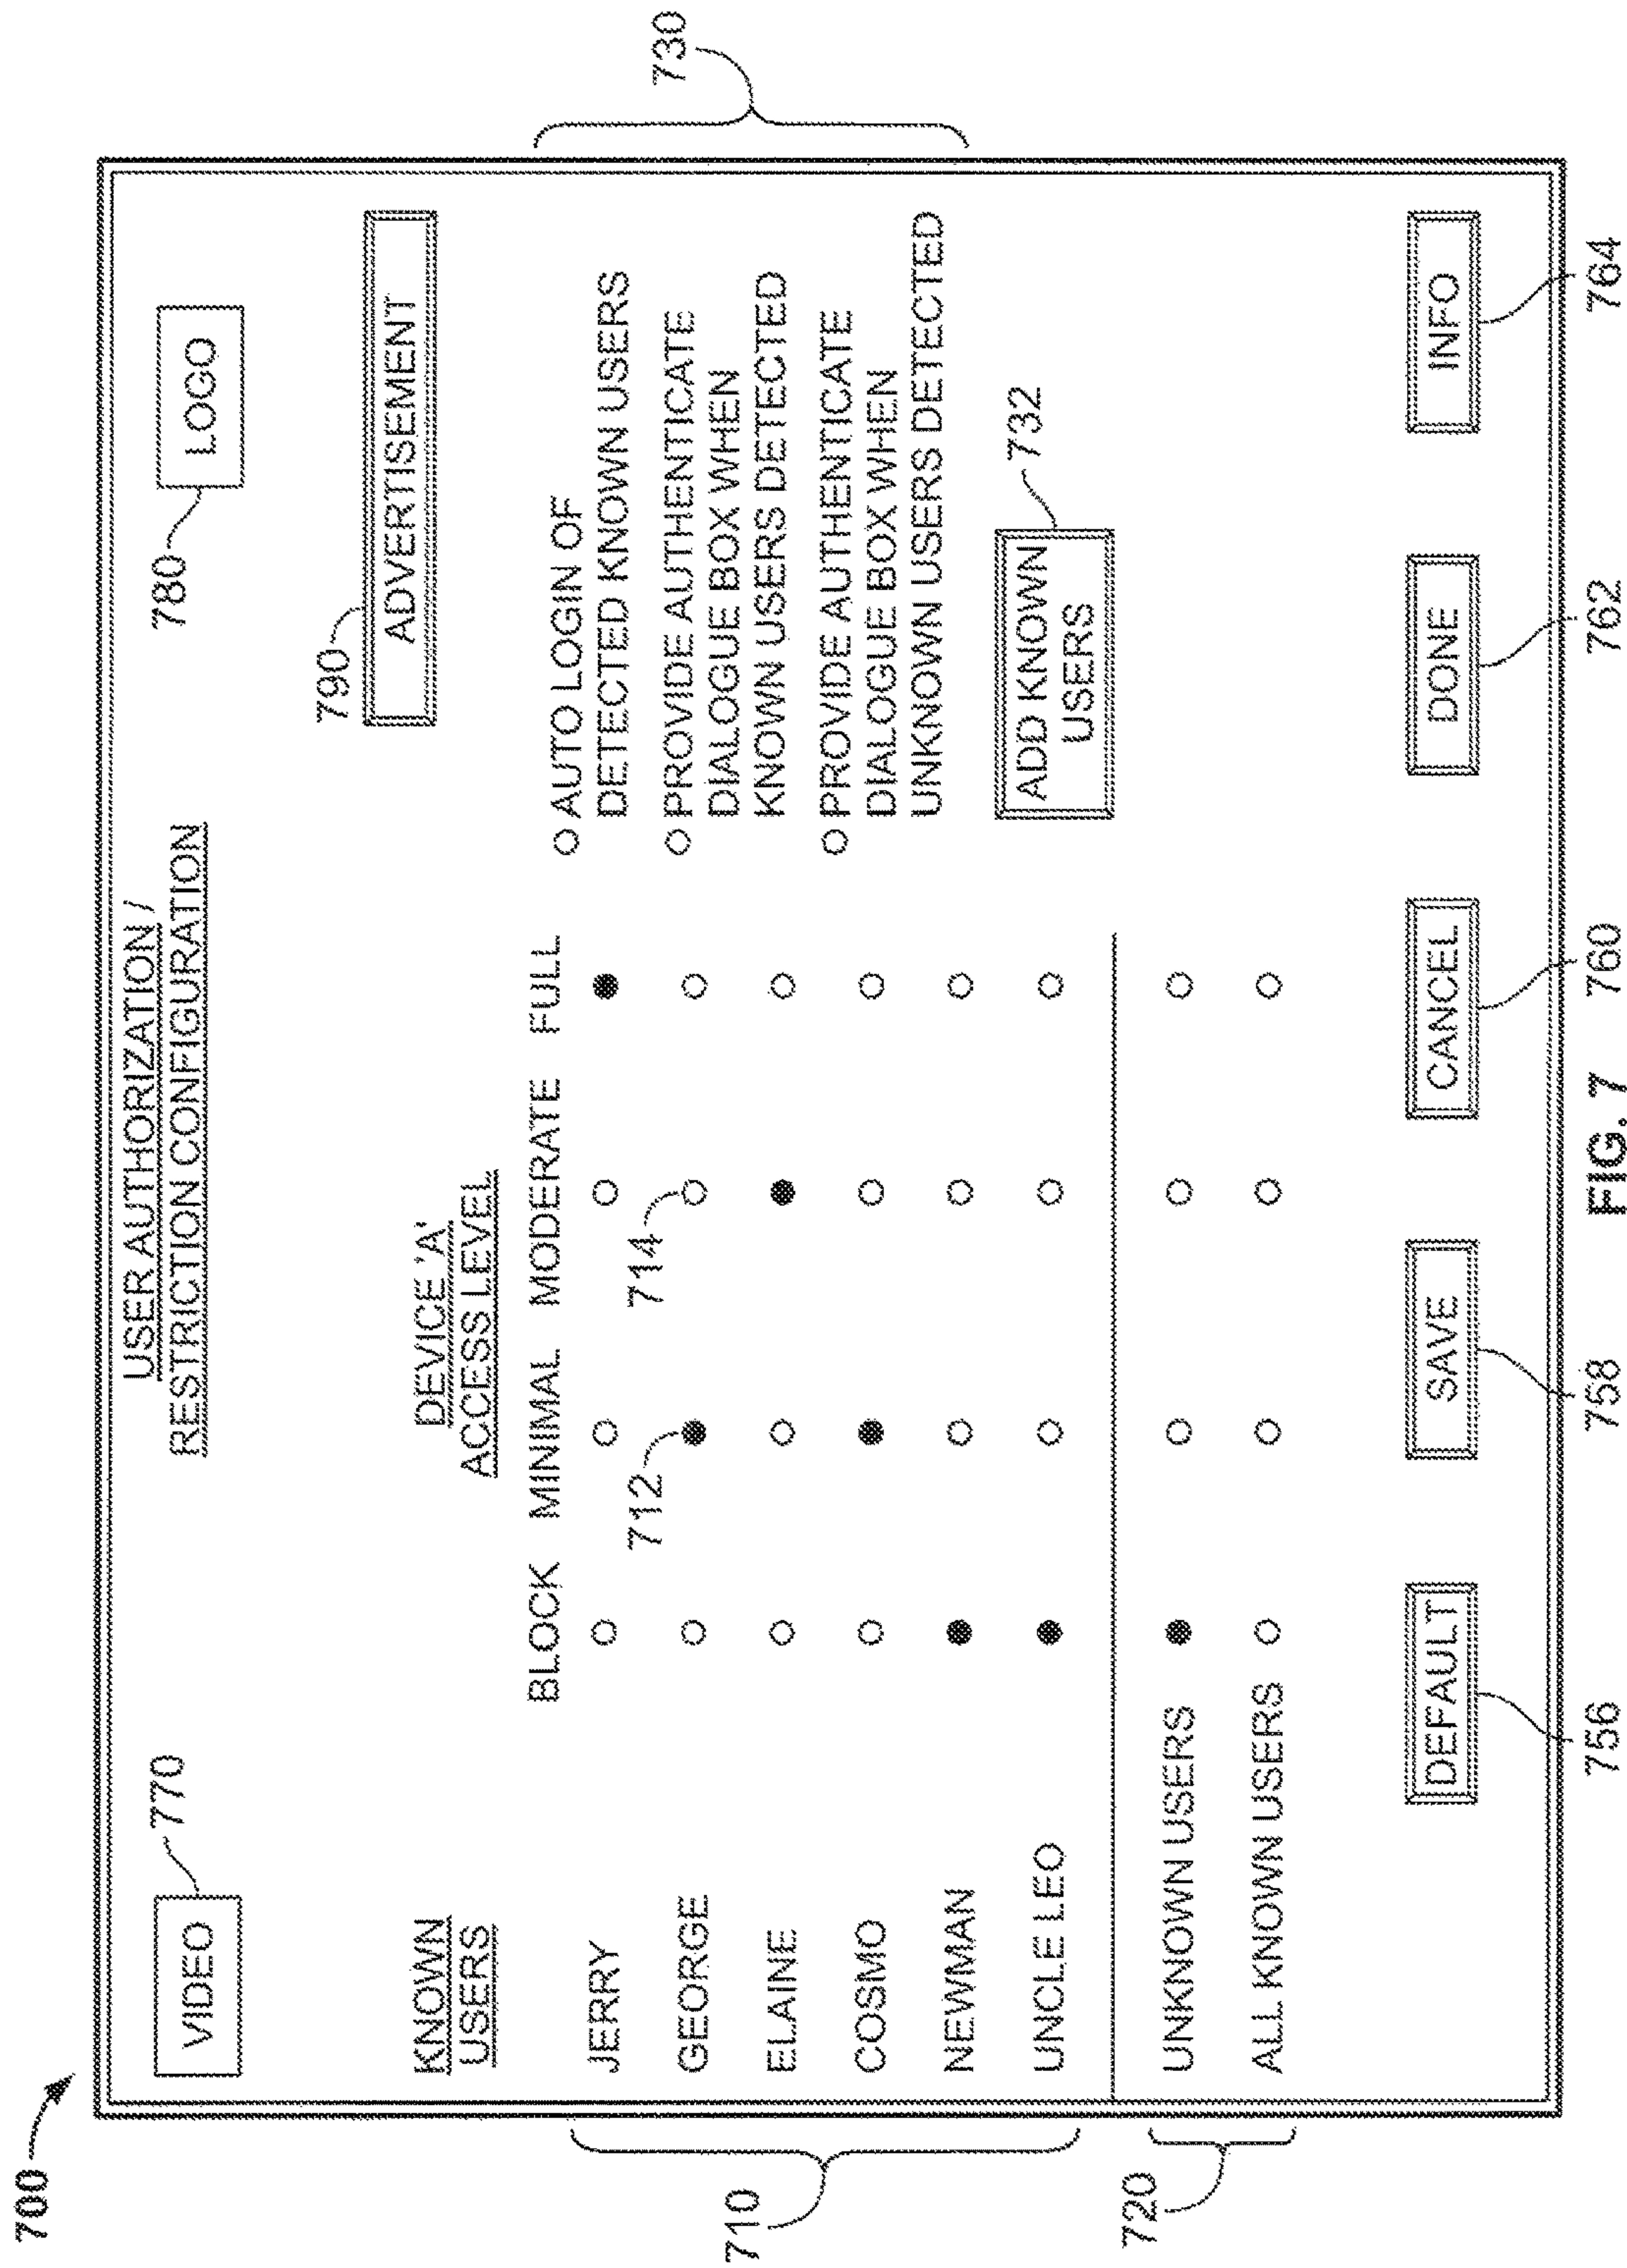 700
USER AUTHORIZATION /
RESTRICTION CONFIGURATION
VIDEO
770
780
LOGO
790
ADVERTISEMENT
KNOWN
USERS
DEVICE 'A'
ACCESS LEVEL
BLOCK MINIMAL MODERATE FULL
710
JERRY
GEORGE
712
714
ELAINE
COSMO
NEWMAN
UNCLE LEO
720
UNKNOWN USERS
ALL KNOWN USERS
730
AUTO LOGIN OF
DETECTED KNOWN USERS
PROVIDE AUTHENTICATE
DIALOGUE BOX WHEN
KNOWN USERS DETECTED
PROVIDE AUTHENTICATE
DIALOGUE BOX WHEN
UNKNOWN USERS DETECTED
ADD KNOWN
USERS
732
DEFAULT
SAVE
CANCEL
DONE
INFO
756
758
760
762
764
FIG. 7